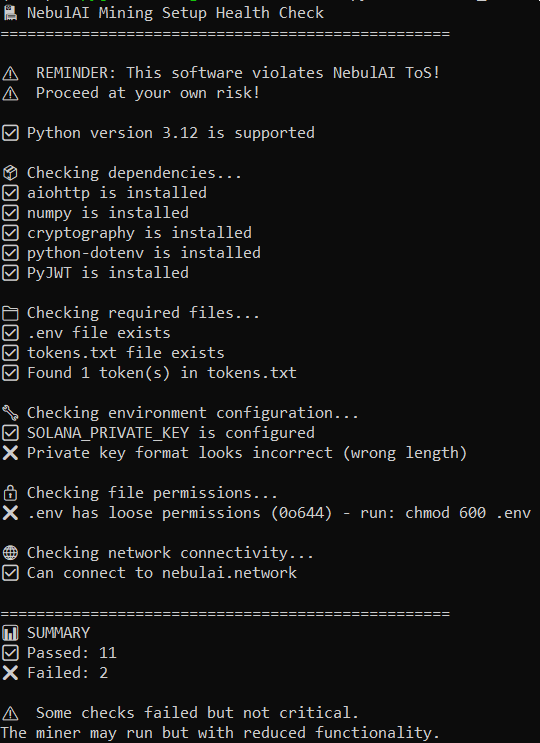 NebulAI Mining Setup Health Check
==================================================
⚠ REMINDER: This software violates NebulAI ToS!
⚠ Proceed at your own risk!
☑ Python version 3.12 is supported
📦 Checking dependencies...
☑ aiohttp is installed
☑ numpy is installed
☑ cryptography is installed
☑ python-dotenv is installed
☑ PyJWT is installed
📁 Checking required files...
☑ .env file exists
☑ tokens.txt file exists
☑ Found 1 token(s) in tokens.txt
🔧 Checking environment configuration...
☑ SOLANA_PRIVATE_KEY is configured
❌ Private key format looks incorrect (wrong length)
🔒 Checking file permissions...
❌ .env has loose permissions (0o644) - run: chmod 600 .env
🌐 Checking network connectivity...
☑ Can connect to nebulai.network
==================================================
📊 SUMMARY
☑ Passed: 11
❌ Failed: 2
⚠ Some checks failed but not critical.
The miner may run but with reduced functionality.